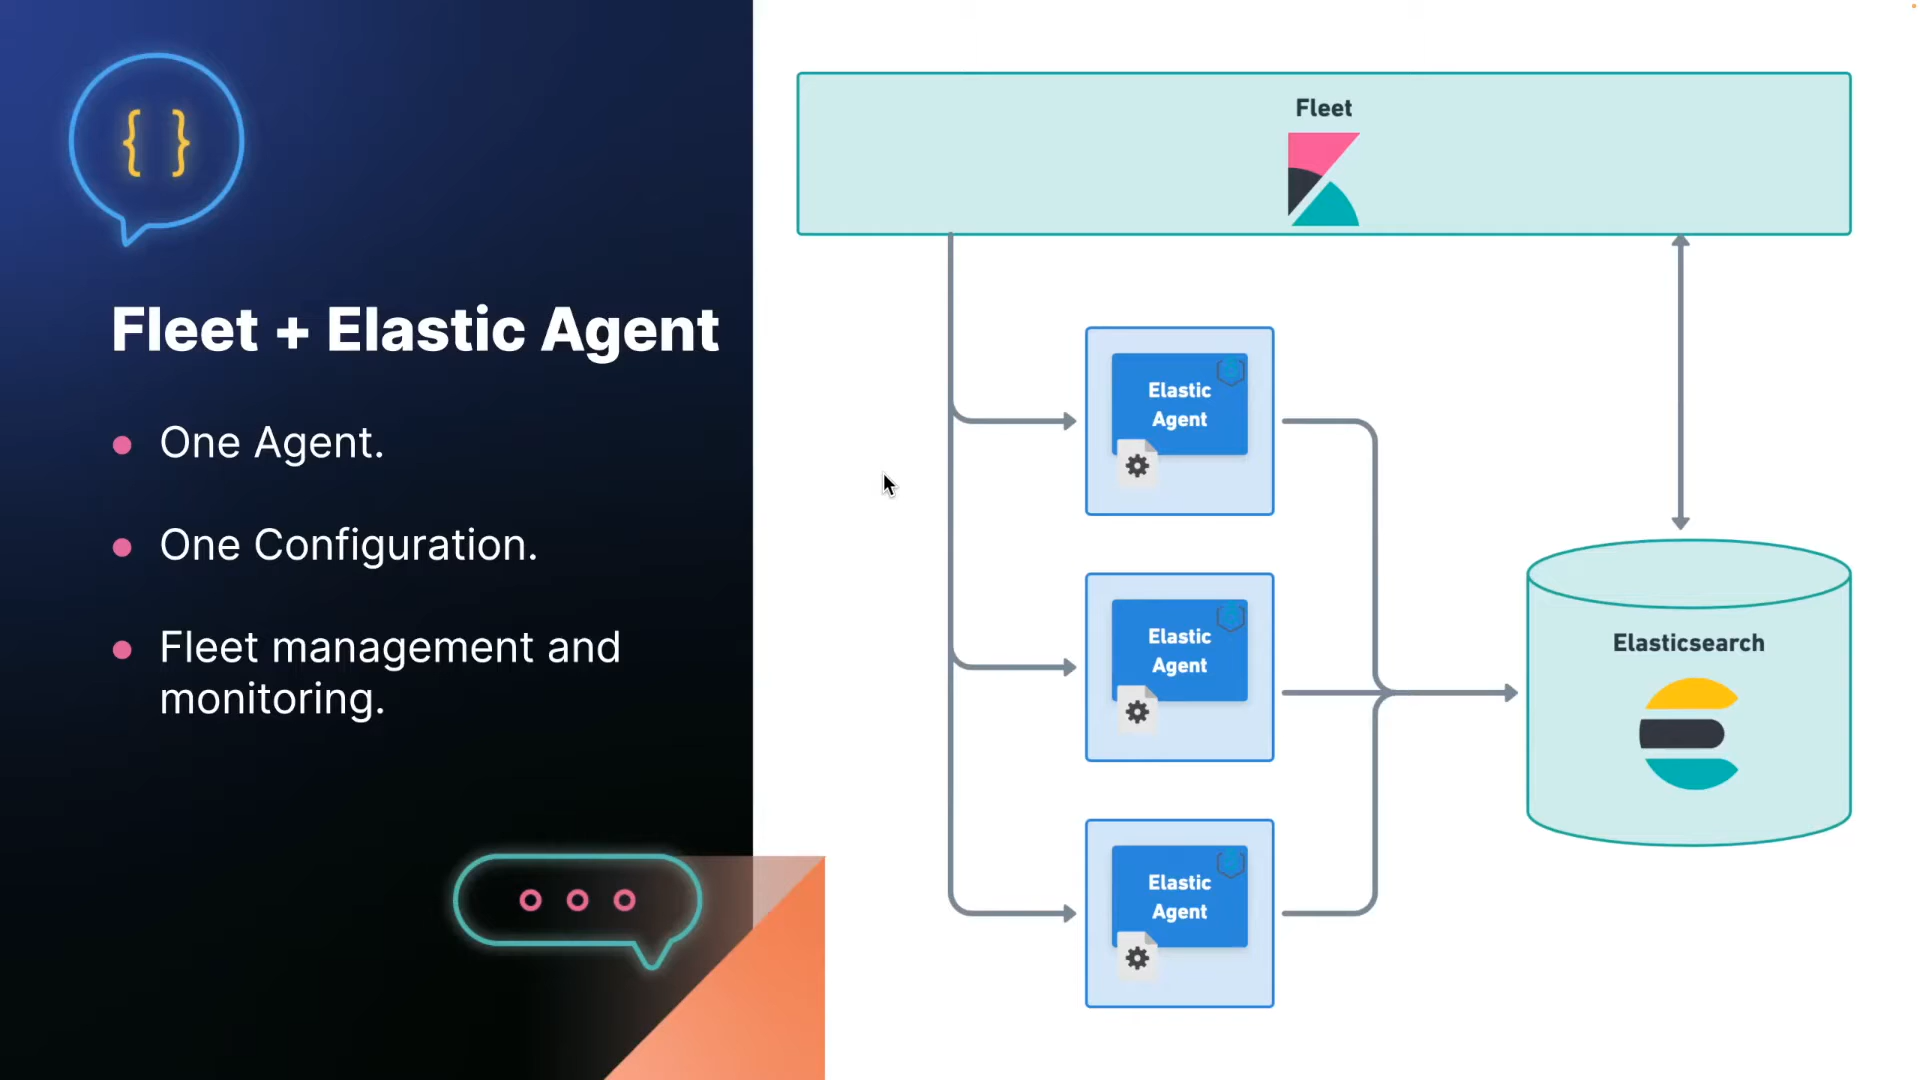 { }
Fleet + Elastic Agent
One Agent.
One Configuration.
Fleet management and
monitoring.
Fleet
Elastic
Agent
Elastic
Agent
Elastic
Agent
Elasticsearch